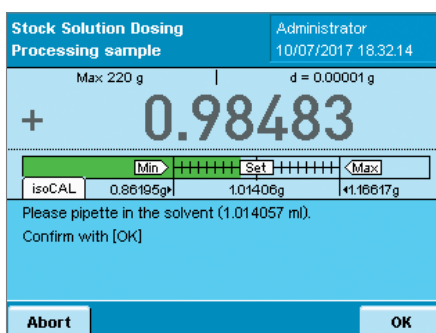 Stock Solution Dosing
Administrator
Processing sample
10/07/2017 18.32.14
Max 220 g
d = 0.00001 g
+ 0.98483
Min
Set
Max
isoCAL
0.86195g
1.01406g
1.16617g
Please pipette in the solvent (1.014057 ml).
Confirm with [OK]
Abort
OK